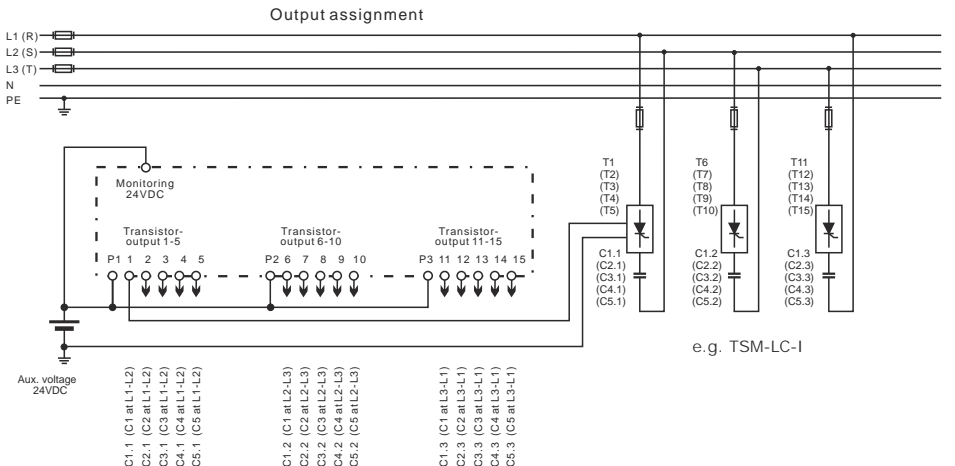 Output assignment
L1 (R)
L2 (S)
L3 (T)
N
PE
Monitoring
24VDC
Transistor-
output 1-5
Transistor-
output 6-10
Transistor-
output 11-15
P1 1 2 3 4 5
P2 6 7 8 9 10
P3 11 12 13 14 15
T1
(T2)
(T3)
(T4)
(T5)
T6
(T7)
(T8)
(T9)
(T10)
T11
(T12)
(T13)
(T14)
(T15)
C1.1
(C2.1)
(C3.1)
(C4.1)
(C5.1)
C1.2
(C2.2)
(C3.2)
(C4.2)
(C5.2)
C1.3
(C2.3)
(C3.3)
(C4.3)
(C5.3)
e.g. TSM-LC-I
Aux. voltage
24VDC
C1.1 (C1 at L1-L2)
C2.1 (C2 at L1-L2)
C3.1 (C3 at L1-L2)
C4.1 (C4 at L1-L2)
C5.1 (C5 at L1-L2)
C1.2 (C1 at L2-L3)
C2.2 (C2 at L2-L3)
C3.2 (C3 at L2-L3)
C4.2 (C4 at L2-L3)
C5.2 (C5 at L2-L3)
C1.3 (C1 at L3-L1)
C2.3 (C2 at L3-L1)
C3.3 (C3 at L3-L1)
C4.3 (C4 at L3-L1)
C5.3 (C5 at L3-L1)